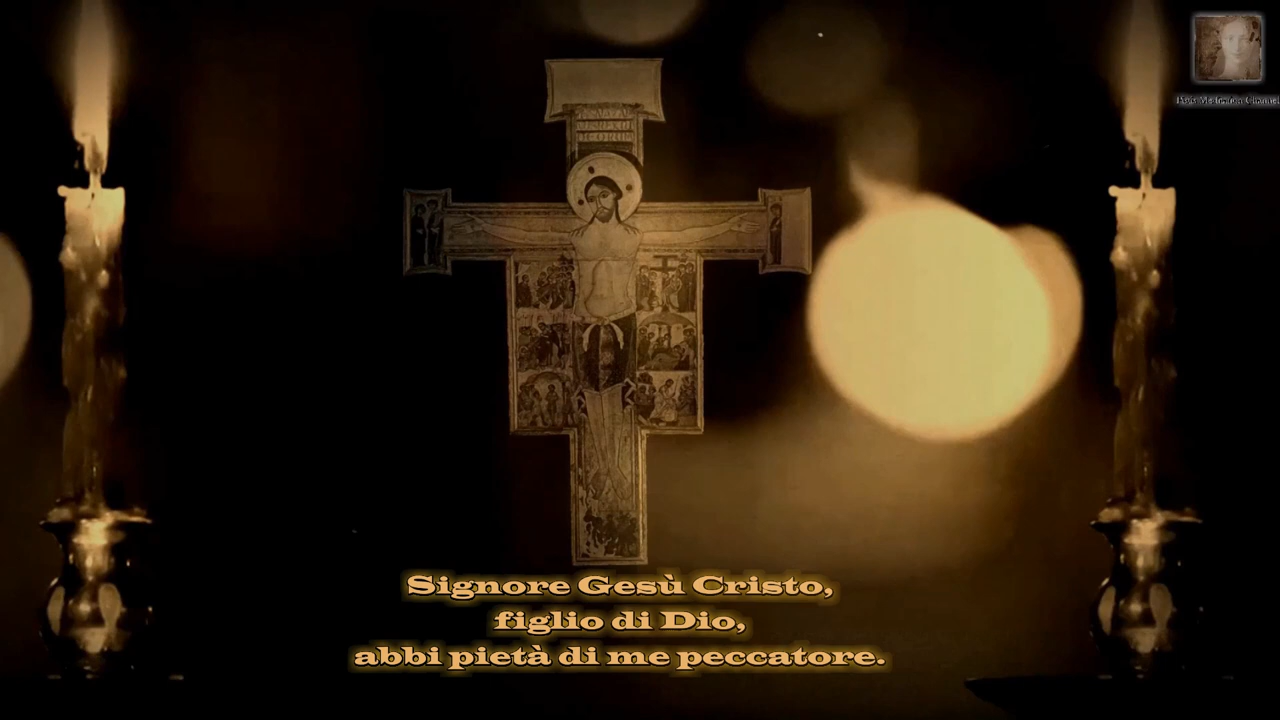 Signore Gesù Cristo,
figlio di Dio,
abbi pietà di me peccatore.